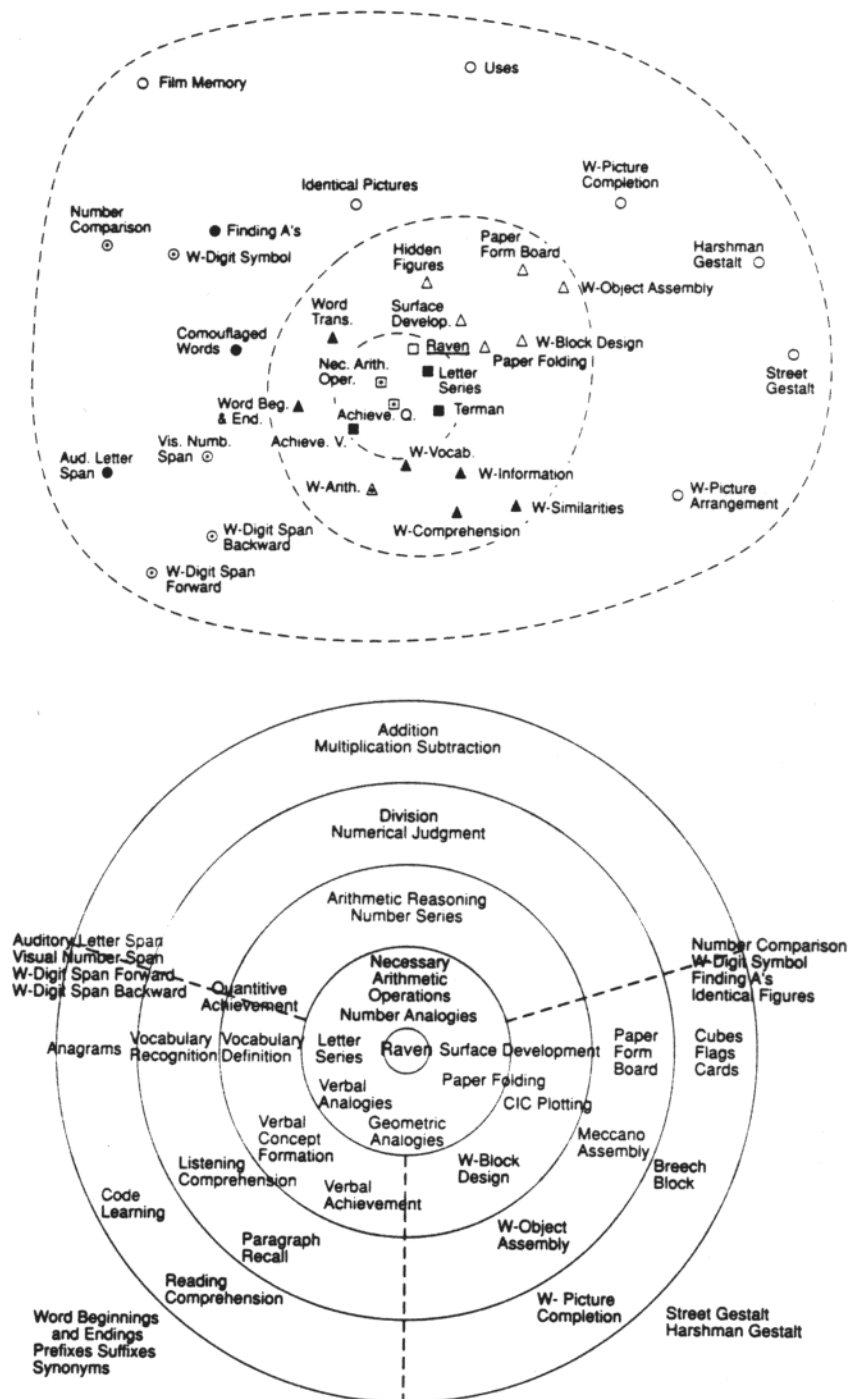 Film Memory
Uses
Identical Pictures
W-Picture
Completion
Number
Comparison
Finding A's
W-Digit Symbol
Hidden
Figures
Paper
Form Board
Harshman
Gestalt
W-Object Assembly
Word
Trans.
Surface
Develop.
Comouflaged
Words
Raven
W-Block Design
Paper Folding
Nec. Arith.
Oper.
Letter
Series
Street
Gestalt
Word Beg.
& End.
Achieve. Q.
Terman
Achieve. V.
Vis. Numb.
Span
W-Vocab.
Aud. Letter
Span
W-Information
W-Arith.
W-Similarities
W-Picture
Arrangement
W-Comprehension
W-Digit Span
Backward
W-Digit Span
Forward
Addition
Multiplication Subtraction
Division
Numerical Judgment
Arithmetic Reasoning
Number Series
Auditory Letter Span
Visual Number Span
W-Digit Span Forward
W-Digit Span Backward
Quantitive
Achievement
Necessary
Arithmetic
Operations
Number Analogies
Number Comparison
W-Digit Symbol
Finding A's
Identical Figures
Anagrams
Vocabulary
Recognition
Vocabulary
Definition
Letter
Series
Raven
Surface Development
Paper
Form
Board
Cubes
Flags
Cards
Verbal
Analogies
Paper Folding
CIC Plotting
Geometric
Analogies
Verbal
Concept
Formation
Meccano
Assembly
Listening
Comprehension
W-Block
Design
Breech
Block
Verbal
Achievement
Code
Learning
Paragraph
Recall
W-Object
Assembly
Reading
Comprehension
W- Picture
Completion
Word Beginnings
and Endings
Prefixes Suffixes
Synonyms
Street Gestalt
Harshman Gestalt